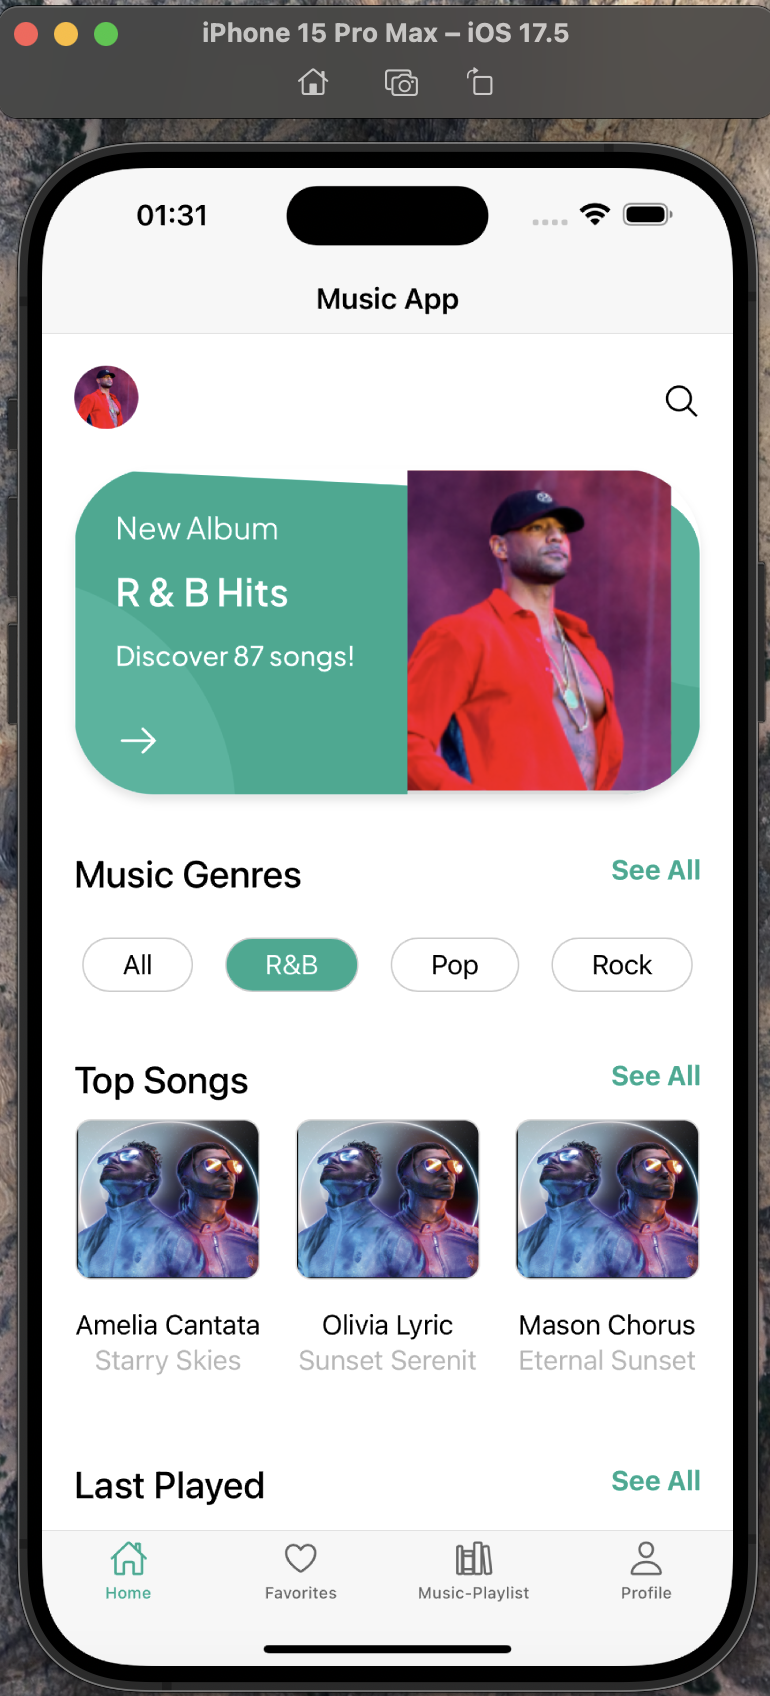 iPhone 15 Pro Max – iOS 17.5
01:31
Music App
New Album
R & B Hits
Discover 87 songs!
Music Genres
See All
All
R&B
Pop
Rock
Top Songs
See All
Amelia Cantata
Olivia Lyric
Mason Chorus
Starry Skies
Sunset Serenit
Eternal Sunset
Last Played
See All
Home
Favorites
Music-Playlist
Profile